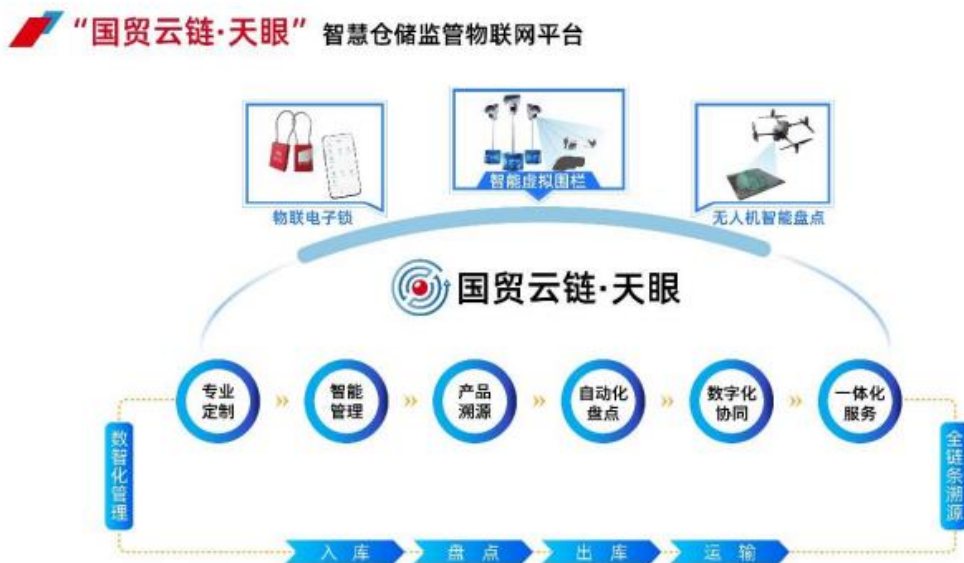 “国贸云链·天眼” 智慧仓储监管物联网平台
物联电子锁
智能虚拟围栏
无人机智能盘点
国贸云链·天眼
专业
定制
智能
管理
产品
溯源
自动化
盘点
数字化
协同
一体化
服务
数智化管理
全链条溯源
入库
盘点
出库
运输